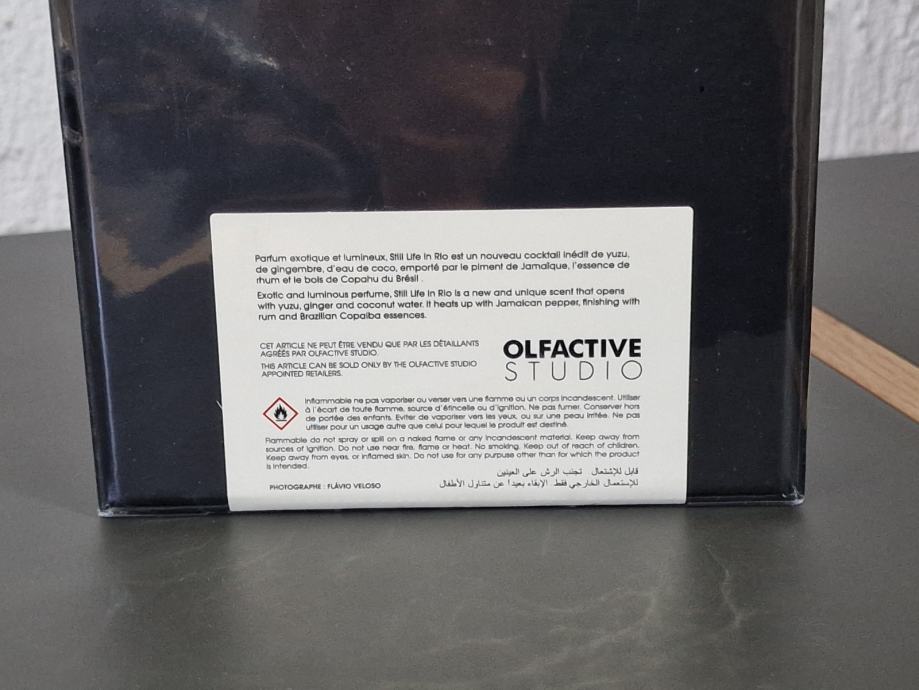 Parfum exotique et lumineux, Still Life in Rio est un nouveau cocktail inédit de yuzu,
de gingembre, d'eau de coco, emporté par le piment de Jamaïque, l'essence de
rhum et le bois de Copahu du Brésil .
Exotic and luminous perfume, Still Life in Rio is a new and unique scent that opens
with yuzu, ginger and coconut water. It heats up with Jamaican pepper, finishing with
rum and Brazilian Copaiba essences.
CET ARTICLE NE PEUT ÊTRE VENDU QUE PAR LES DÉTAILLANTS
AGRÉÉS PAR OLFACTIVE STUDIO.
THIS ARTICLE CAN BE SOLD ONLY BY THE OLFACTIVE STUDIO
APPOINTED RETAILERS.
OLFACTIVE
STUDIO
Inflammable ne pas vaporiser ou verser vers une flamme ou un corps incandescent. Utiliser
à l'écart de toute flamme, source d'étincelle ou d'ignition. Ne pas fumer. Conserver hors
de portée des enfants. Eviter de vaporiser vers les yeux, ou sur une peau irritée. Ne pas
utiliser pour un usage autre que celui pour lequel le produit est destiné.
Flammable do not spray or spill on a naked flame or any incandescent material. Keep away from
sources of ignition. Do not use near fire, flame or heat. No smoking. Keep out of reach of children.
Keep away from eyes, or inflamed skin. Do not use for any purpose other than for which the product
is intended.
قابل للإشتعال تجنب الرش على العينين
للإستعمال الخارجي فقط الإبقاء بعيدا عن متناول الأطفال
PHOTOGRAPHE : FLÁVIO VELOSO